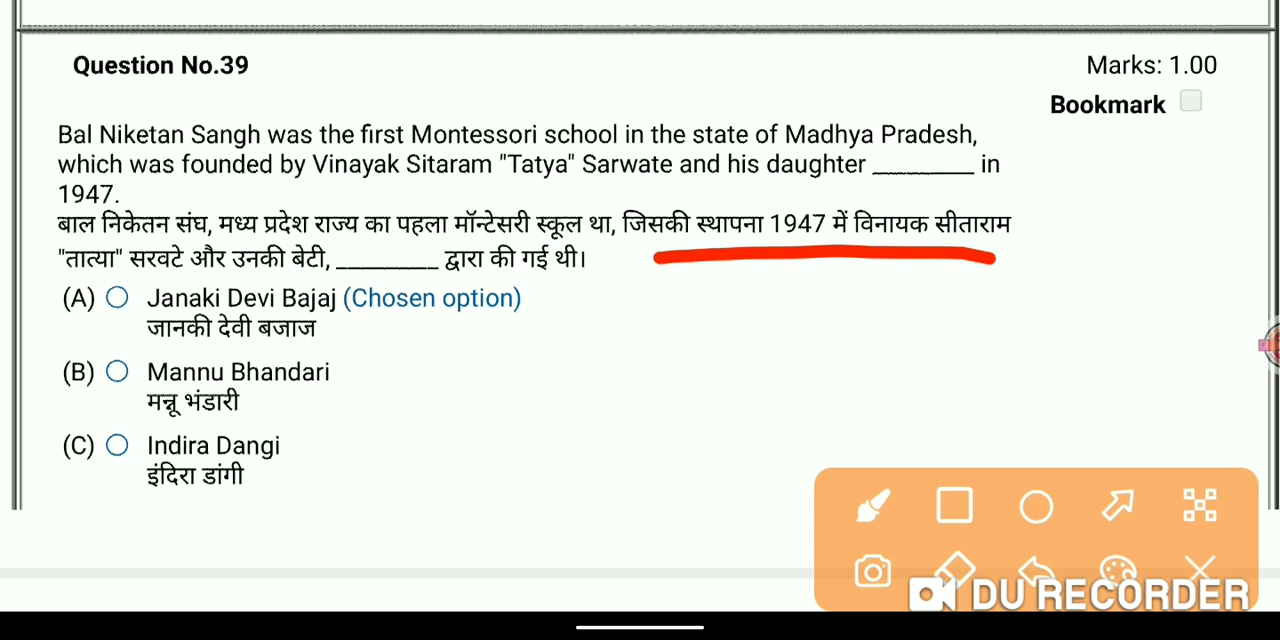 Question No.39
Marks: 1.00
Bookmark
Bal Niketan Sangh was the first Montessori school in the state of Madhya Pradesh,
which was founded by Vinayak Sitaram "Tatya" Sarwate and his daughter ________ in
1947.
बाल निकेतन संघ, मध्य प्रदेश राज्य का पहला मॉन्टेसरी स्कूल था, जिसकी स्थापना 1947 में विनायक सीताराम
"तात्या" सरवटे और उनकी बेटी, ________ द्वारा की गई थी।
(A) Janaki Devi Bajaj (Chosen option)
जानकी देवी बजाज
(B) Mannu Bhandari
मन्नू भंडारी
(C) Indira Dangi
इंदिरा डांगी
DU RECORDER